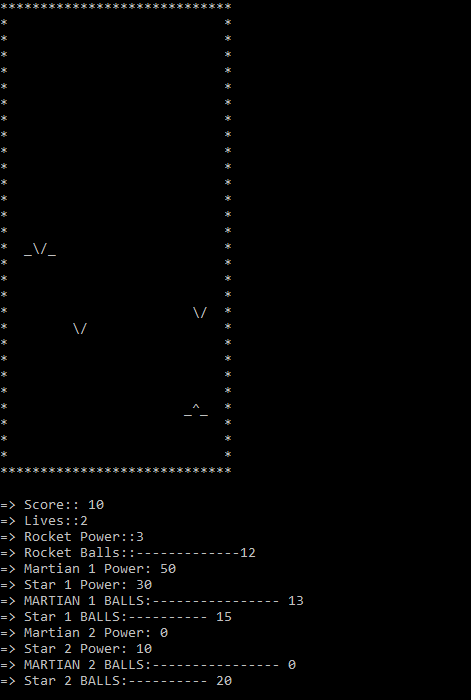 => Score:: 10
=> Lives::2
=> Rocket Power::3
=> Rocket Balls::-------------12
=> Martian 1 Power: 50
=> Star 1 Power: 30
=> MARTIAN 1 BALLS:---------------- 13
=> Star 1 BALLS:---------- 15
=> Martian 2 Power: 0
=> Star 2 Power: 10
=> MARTIAN 2 BALLS:---------------- 0
=> Star 2 BALLS:---------- 20